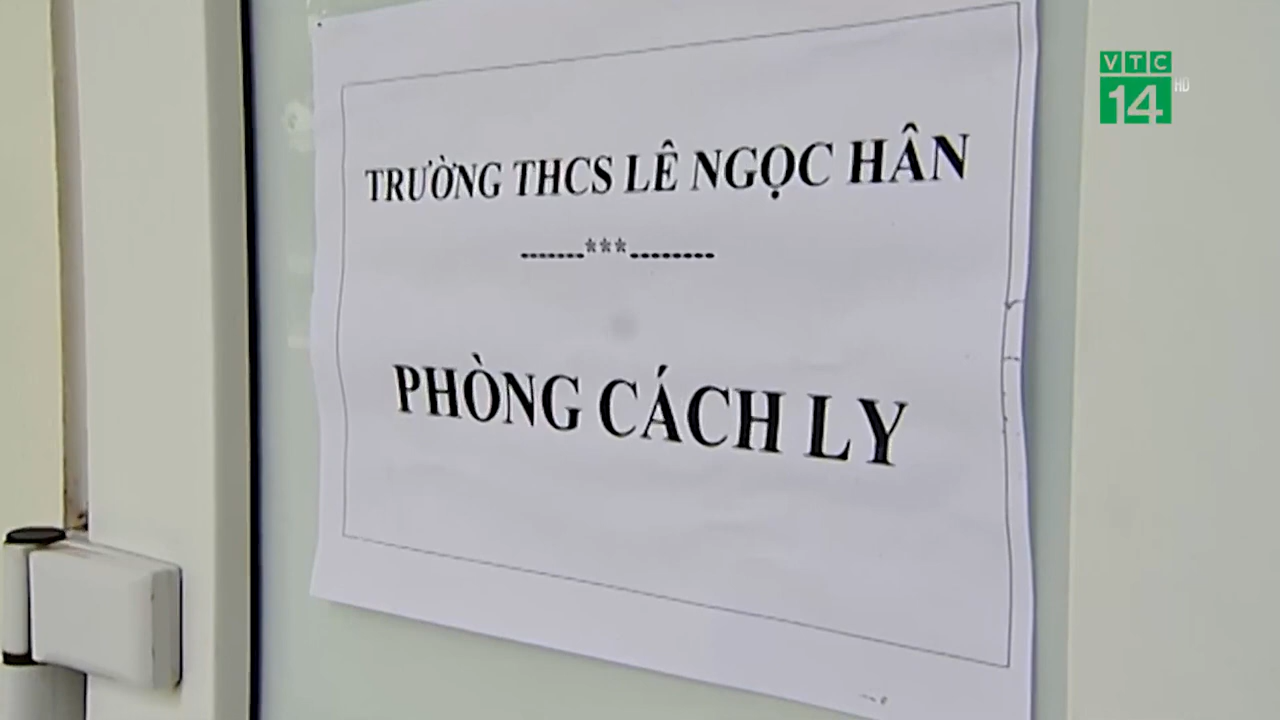 VTC
14 HD
TRƯỜNG THCS LÊ NGỌC HÂN
-------***--------
PHÒNG CÁCH LY